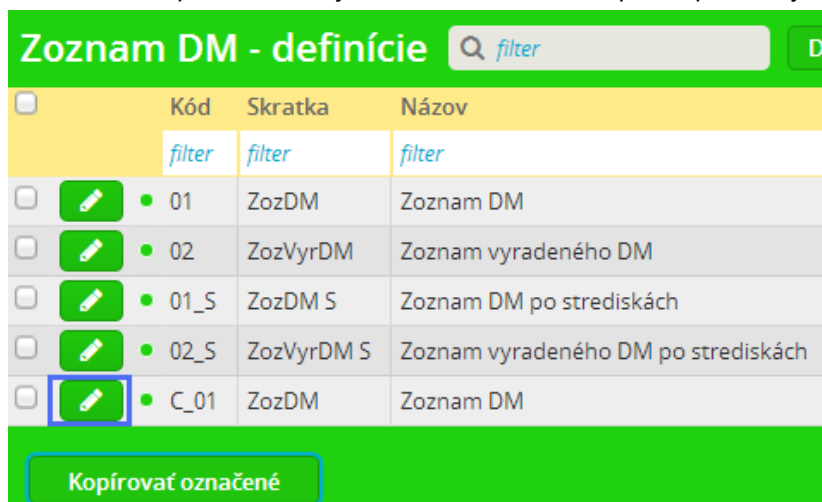 Zoznam DM - definície filter D
Kód Skratka Názov
filter filter filter
01 ZozDM Zoznam DM
02 ZozVyrDM Zoznam vyradeného DM
01_S ZozDM S Zoznam DM po strediskách
02_S ZozVyrDM S Zoznam vyradeného DM po strediskách
C_01 ZozDM Zoznam DM
Kopírovať označené